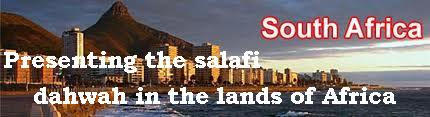 South Africa
Presenting the salafi
dahwah in the lands of Africa